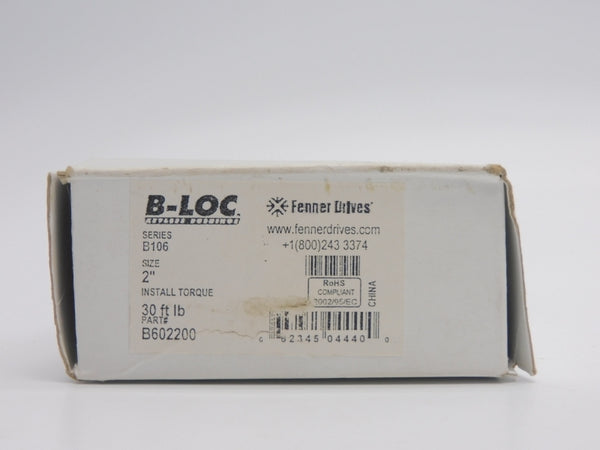 B-LOC
KEYLESS BUSHINGS
SERIES
B106
SIZE
2"
INSTALL TORQUE
30 ft lb
PART#
B602200
Fenner Drives
www.fennerdrives.com
+1(800)243 3374
RoHS
COMPLIANT
2002/95/EC
CHINA
0 62345 04440 0